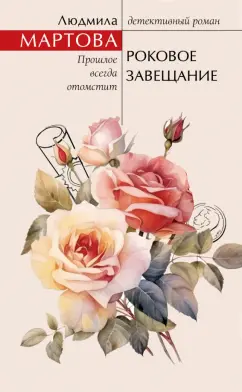 Людмила
МАРТОВА
детективный роман
Прошлое
всегда
отомстит
РОКОВОЕ
ЗАВЕЩАНИЕ